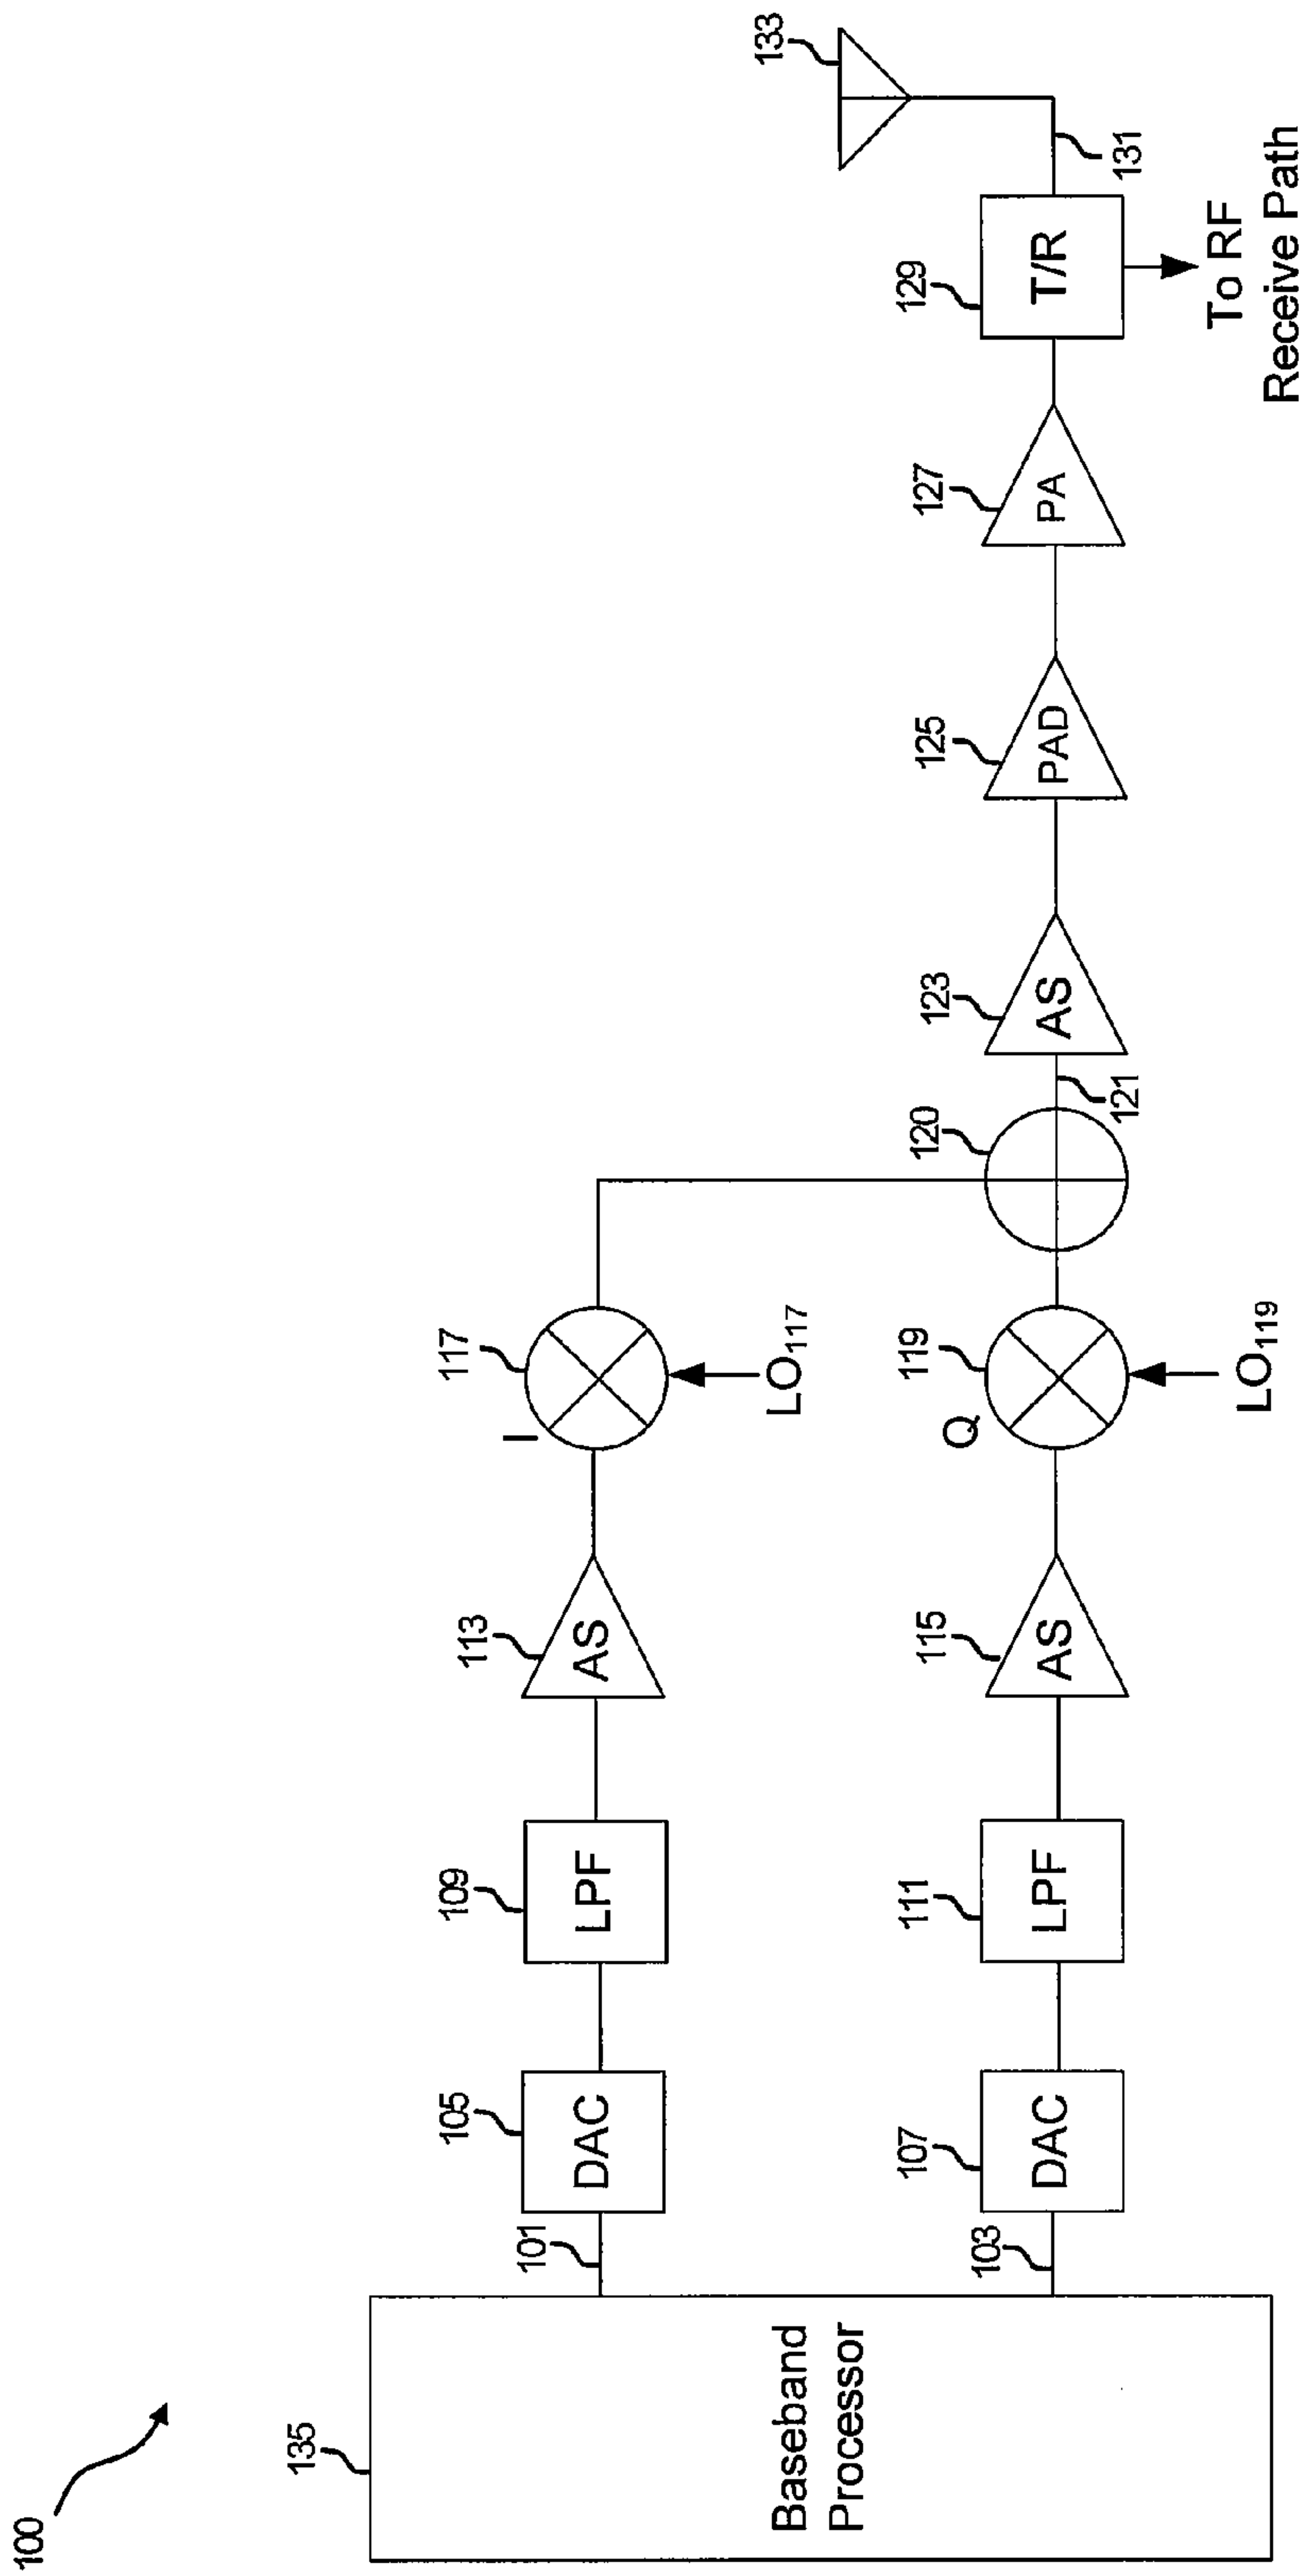 100
135
Baseband
Processor
101
105
DAC
109
LPF
113
AS
I
117
LO117
103
107
DAC
111
LPF
115
AS
Q
119
LO119
120
121
123
AS
125
PAD
127
PA
129
T/R
To RF
Receive Path
131
133